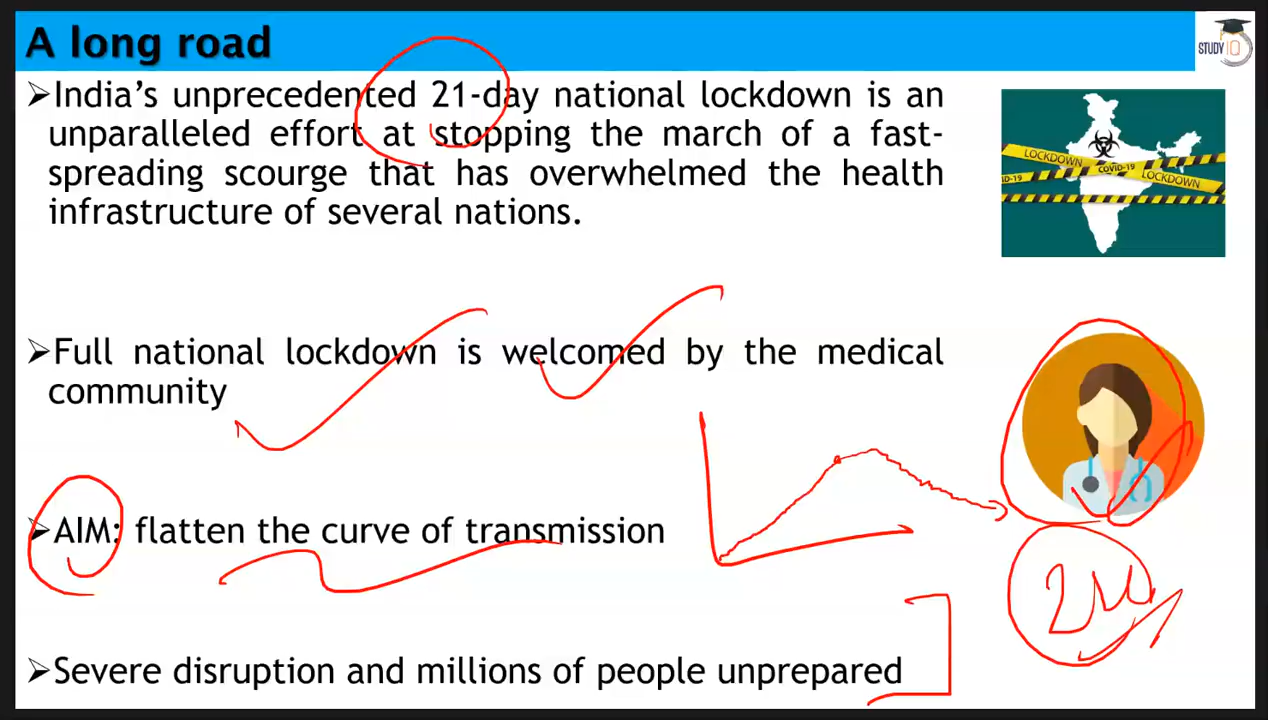 A long road
STUDY IQ
➢India's unprecedented 21-day national lockdown is an
unparalleled effort at stopping the march of a fast-
spreading scourge that has overwhelmed the health
infrastructure of several nations.
LOCKDOWN
COVID-19
LOCKDOWN
ID-19
➢Full national lockdown is welcomed by the medical
community
➢AIM: flatten the curve of transmission
➢Severe disruption and millions of people unprepared